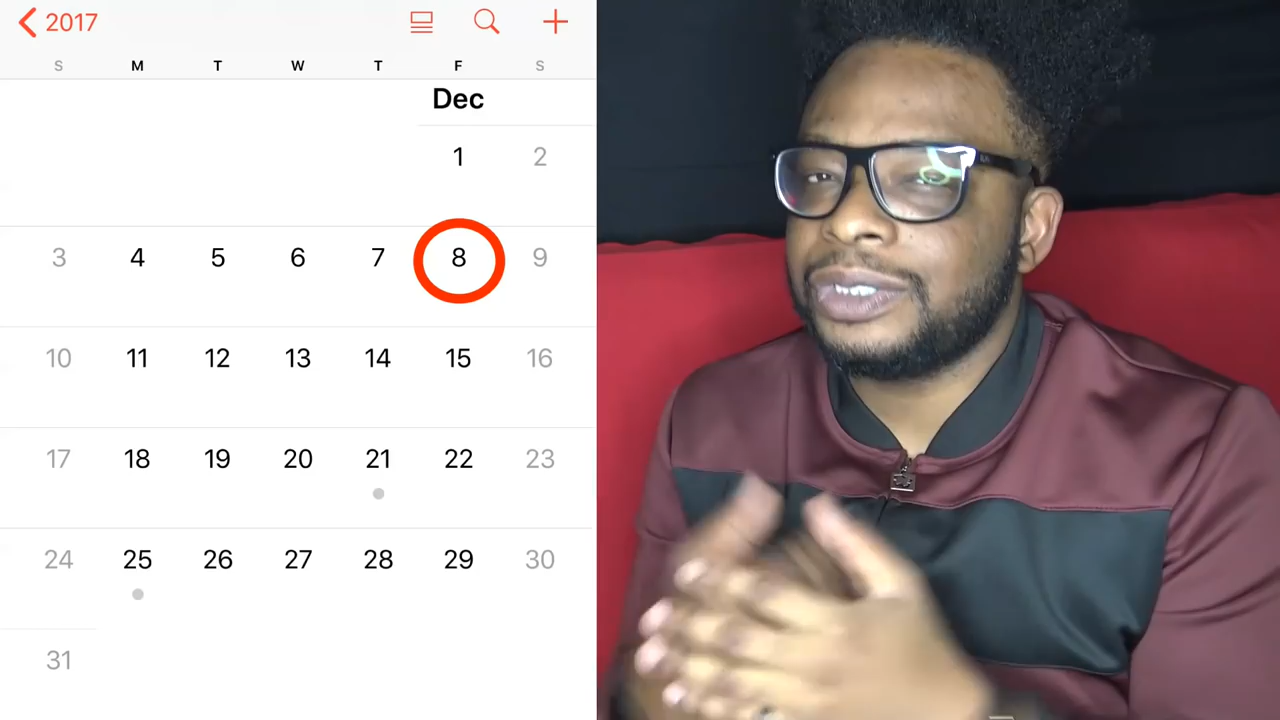 2017
S M T W T F S
Dec
1 2
3 4 5 6 7 8 9
10 11 12 13 14 15 16
17 18 19 20 21 22 23
24 25 26 27 28 29 30
31